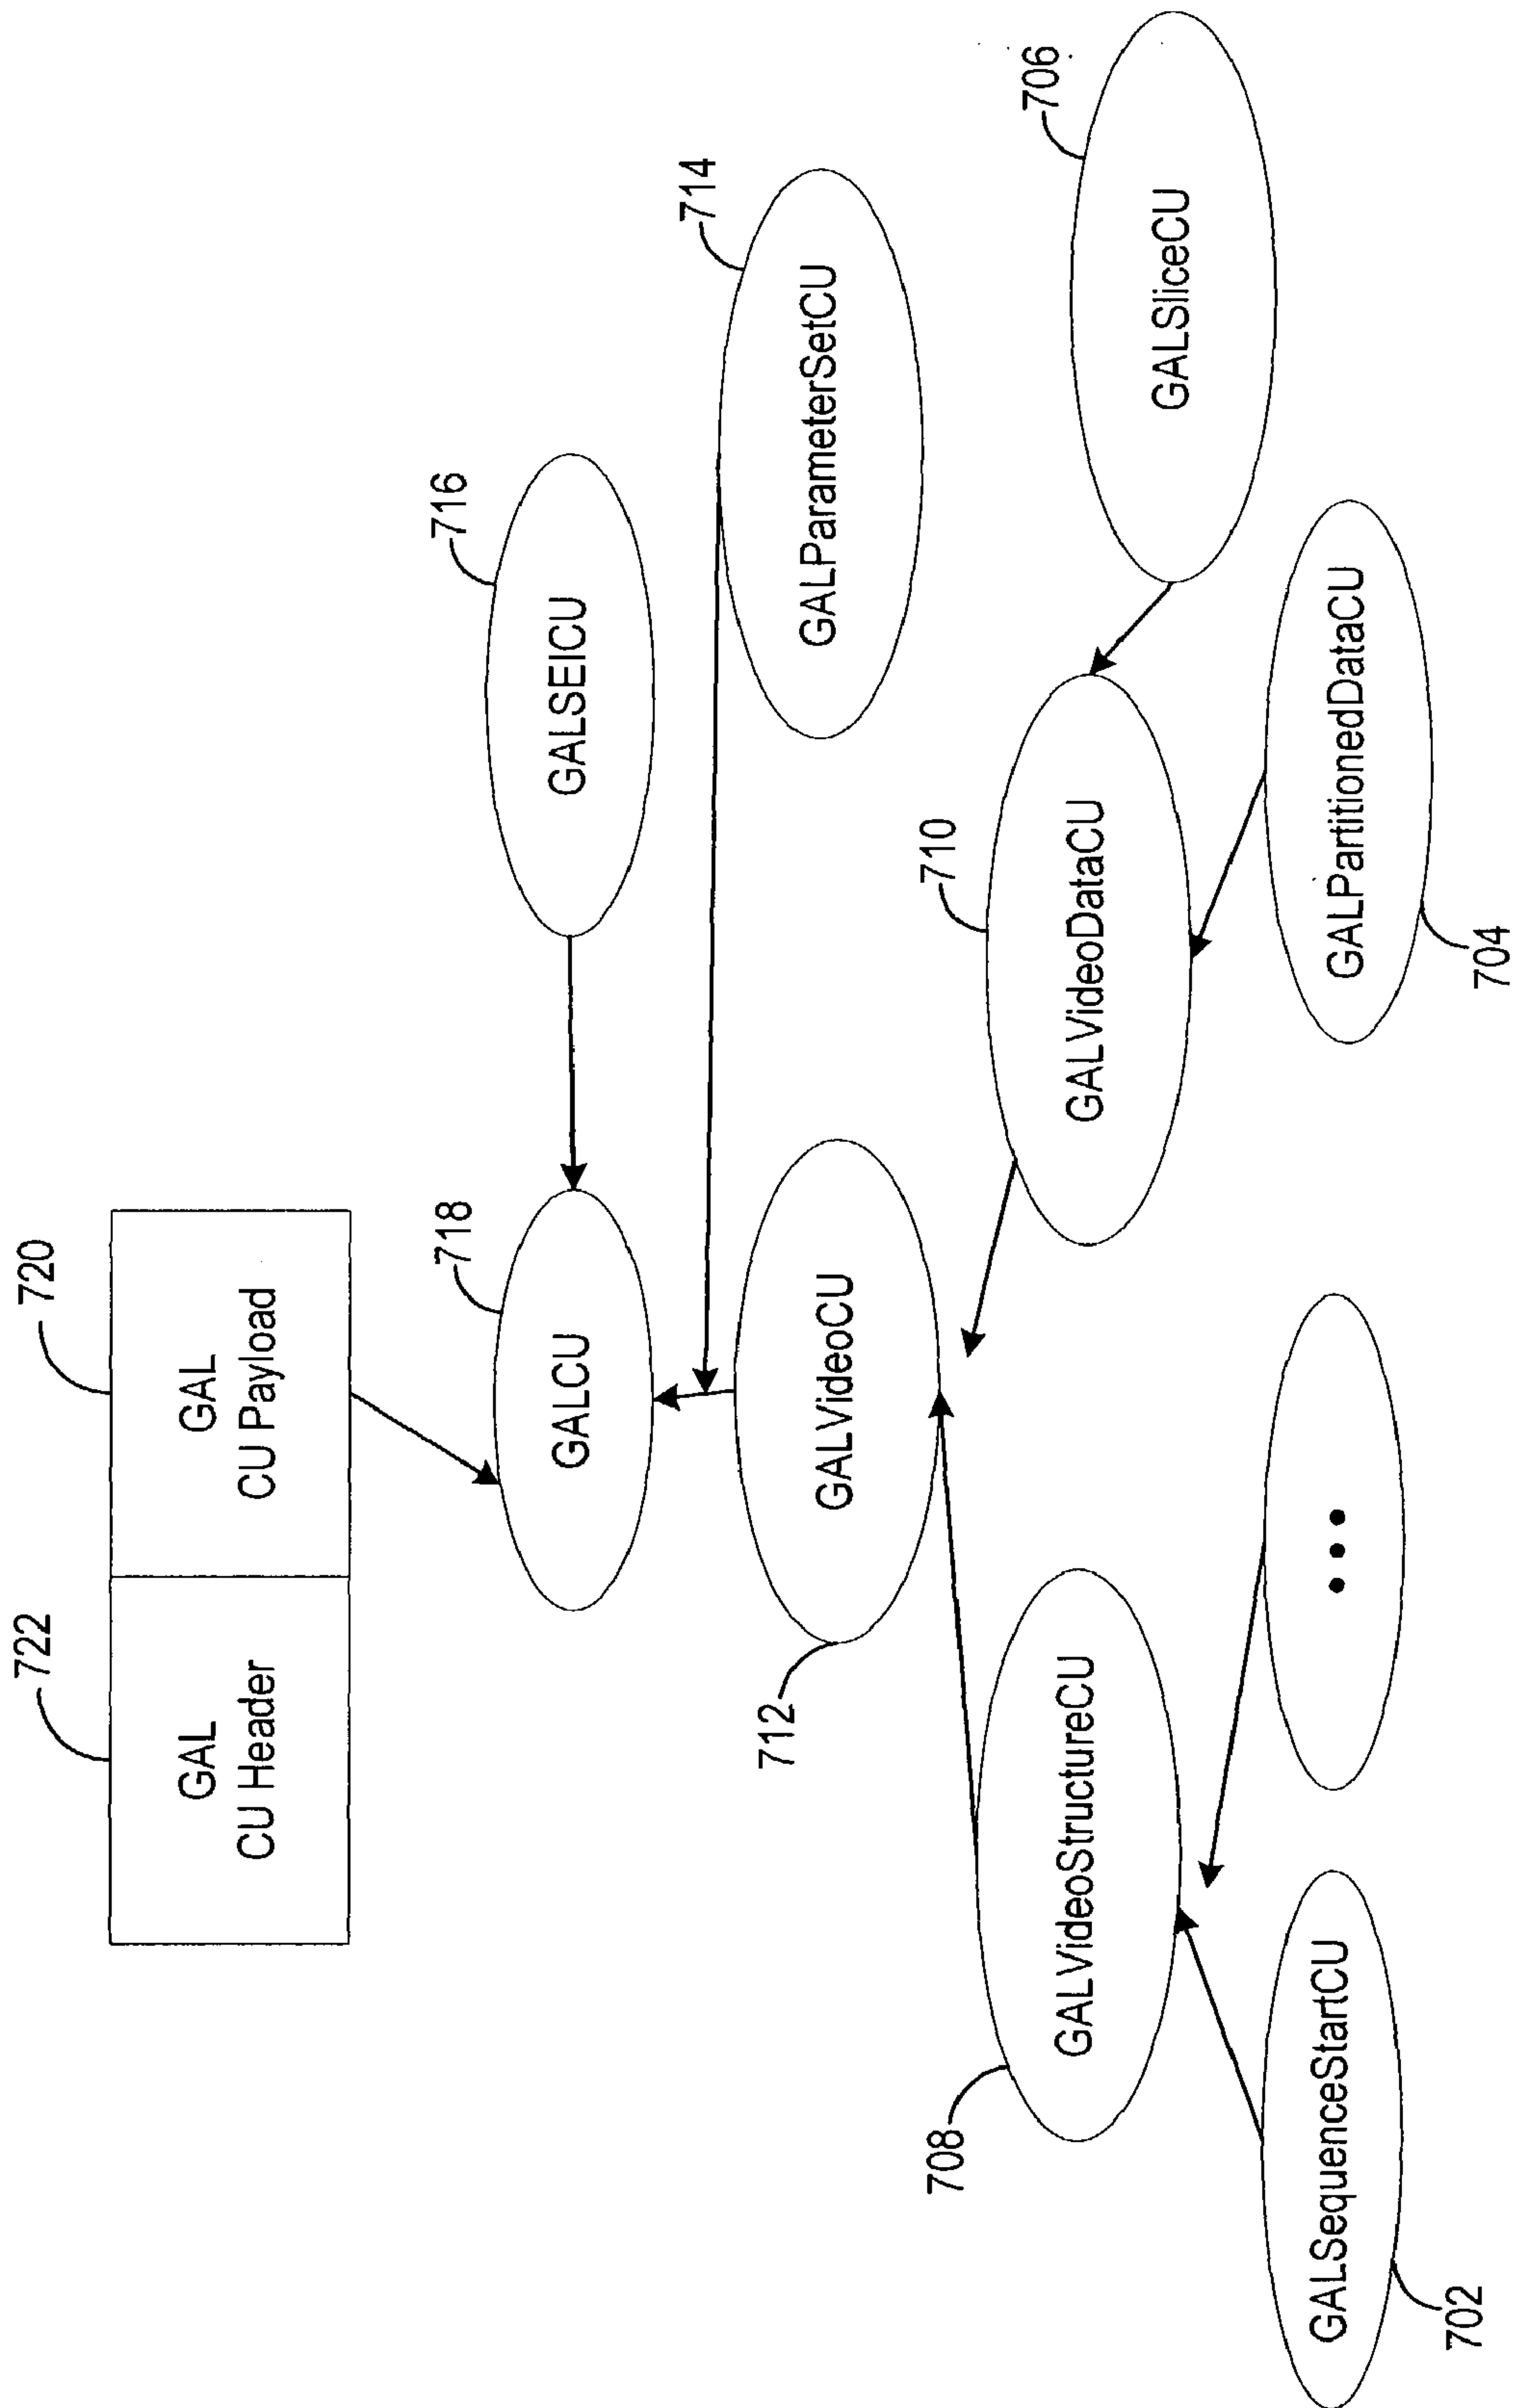 722
720
GAL
CU Header
GAL
CU Payload
718
716
GALCU
GALSEICU
714
712
GALVideoCU
GALParameterSetCU
708
710
706
GALVideoStructureCU
GALVideoDataCU
GALSliceCU
GALSequenceStartCU
...
GALPartitionedDataCU
702
704